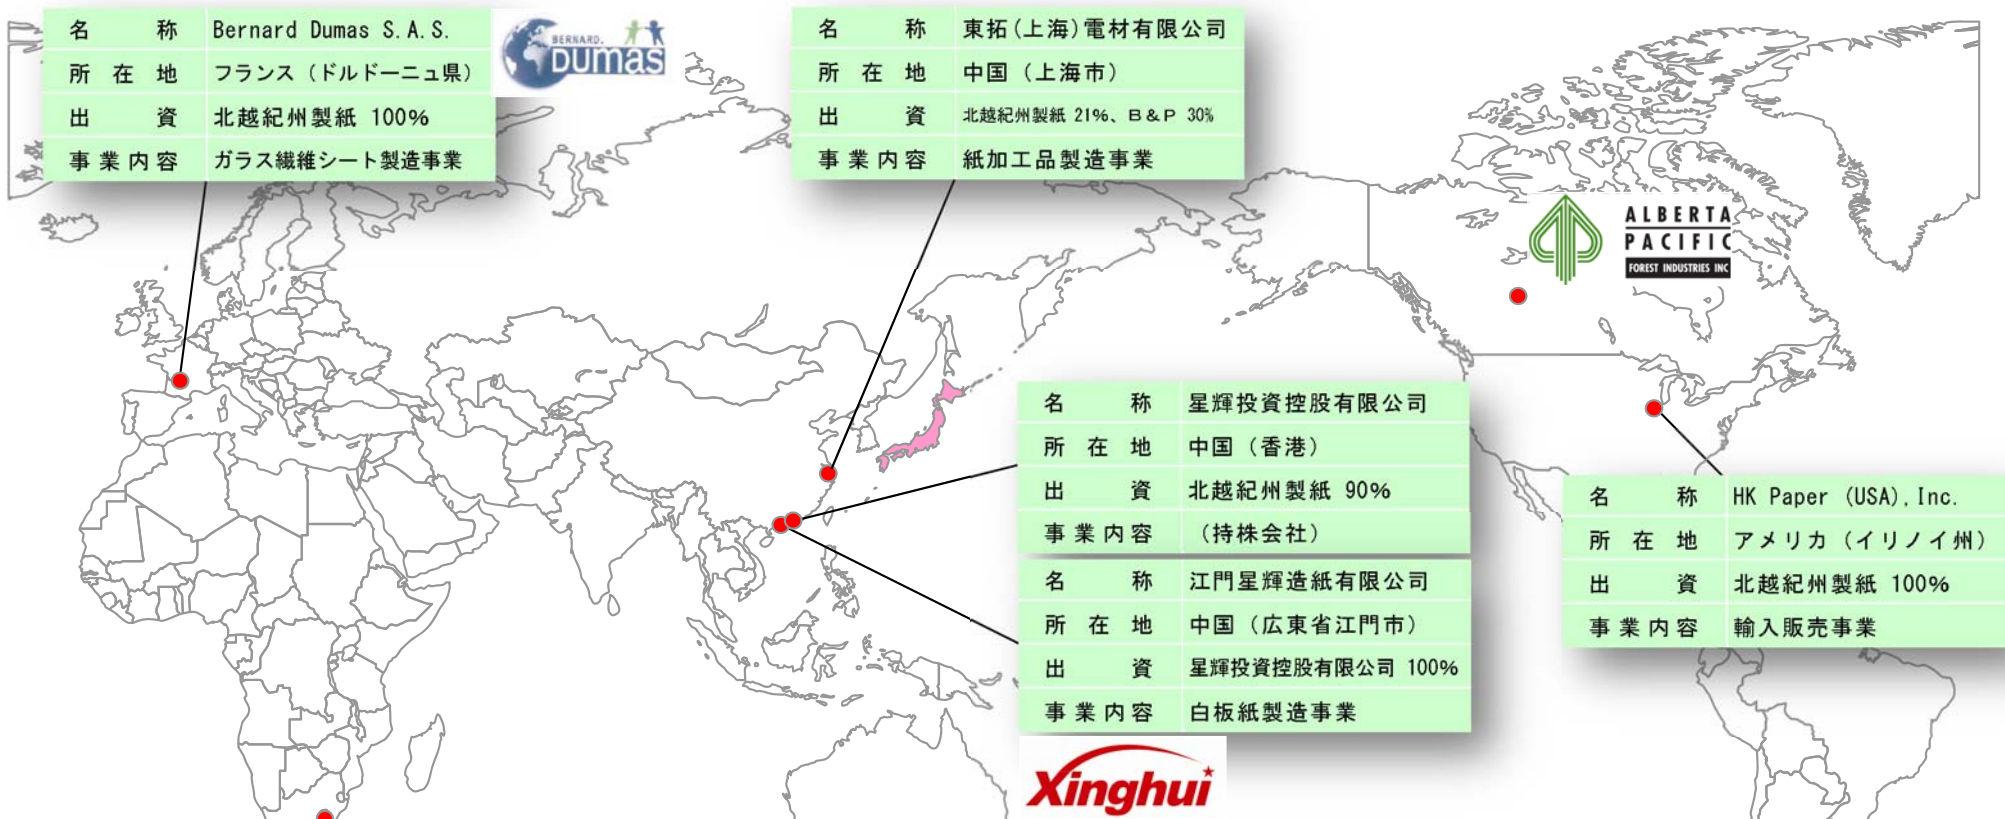 名称 Bernard Dumas S.A.S.
所在地 フランス（ドルドーニュ県）
出資 北越紀州製紙 100%
事業内容 ガラス繊維シート製造事業
BERNARD.
DUMAS
名称 東拓(上海)電材有限公司
所在地 中国（上海市）
出資 北越紀州製紙 21%、B&P 30%
事業内容 紙加工品製造事業
ALBERTA
PACIFIC
FOREST INDUSTRIES INC
名称 星輝投資控股有限公司
所在地 中国（香港）
出資 北越紀州製紙 90%
事業内容 （持株会社）
名称 江門星輝造紙有限公司
所在地 中国（広東省江門市）
出資 星輝投資控股有限公司 100%
事業内容 白板紙製造事業
Xinghui
名称 HK Paper (USA),Inc.
所在地 アメリカ（イリノイ州）
出資 北越紀州製紙 100%
事業内容 輸入販売事業